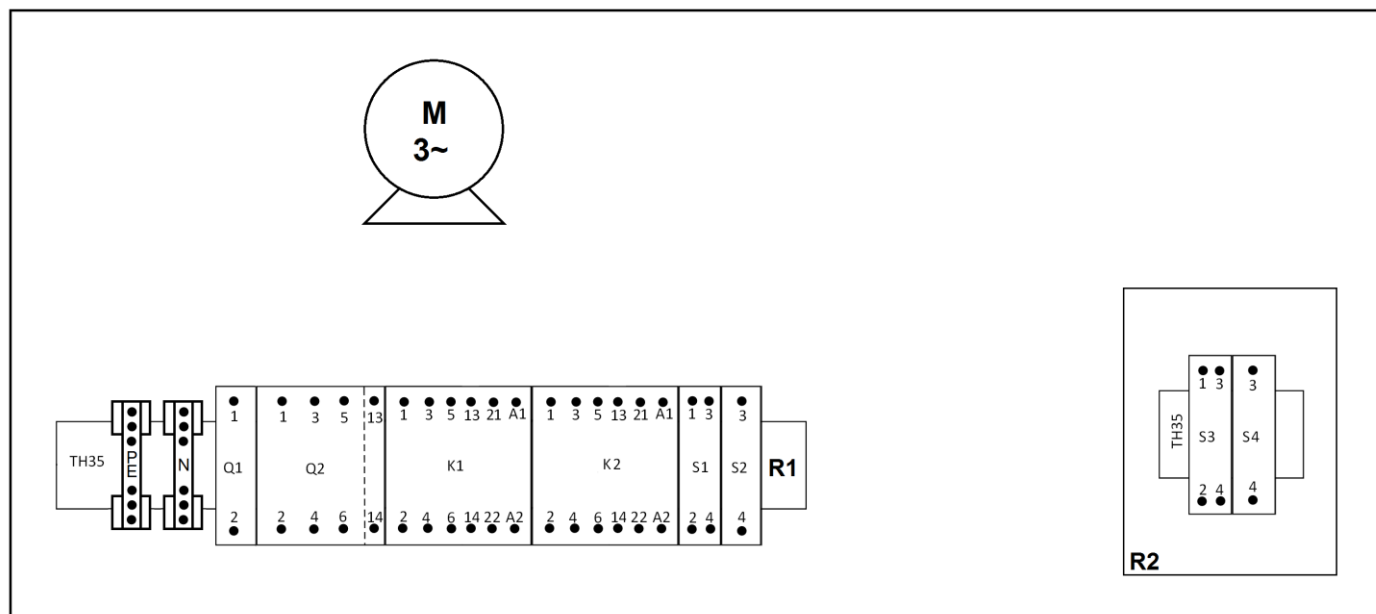 M
3~
1 1 3 5 13 1 3 5 13 21 A1 1 3 5 13 21 A1 1 3 3
TH35 PE N Q1 Q2 K1 K2 S1 S2 R1
2 2 4 6 14 2 4 6 14 22 A2 2 4 6 14 22 A2 2 4 4
1 3 3
TH35 S3 S4
2 4 4
R2